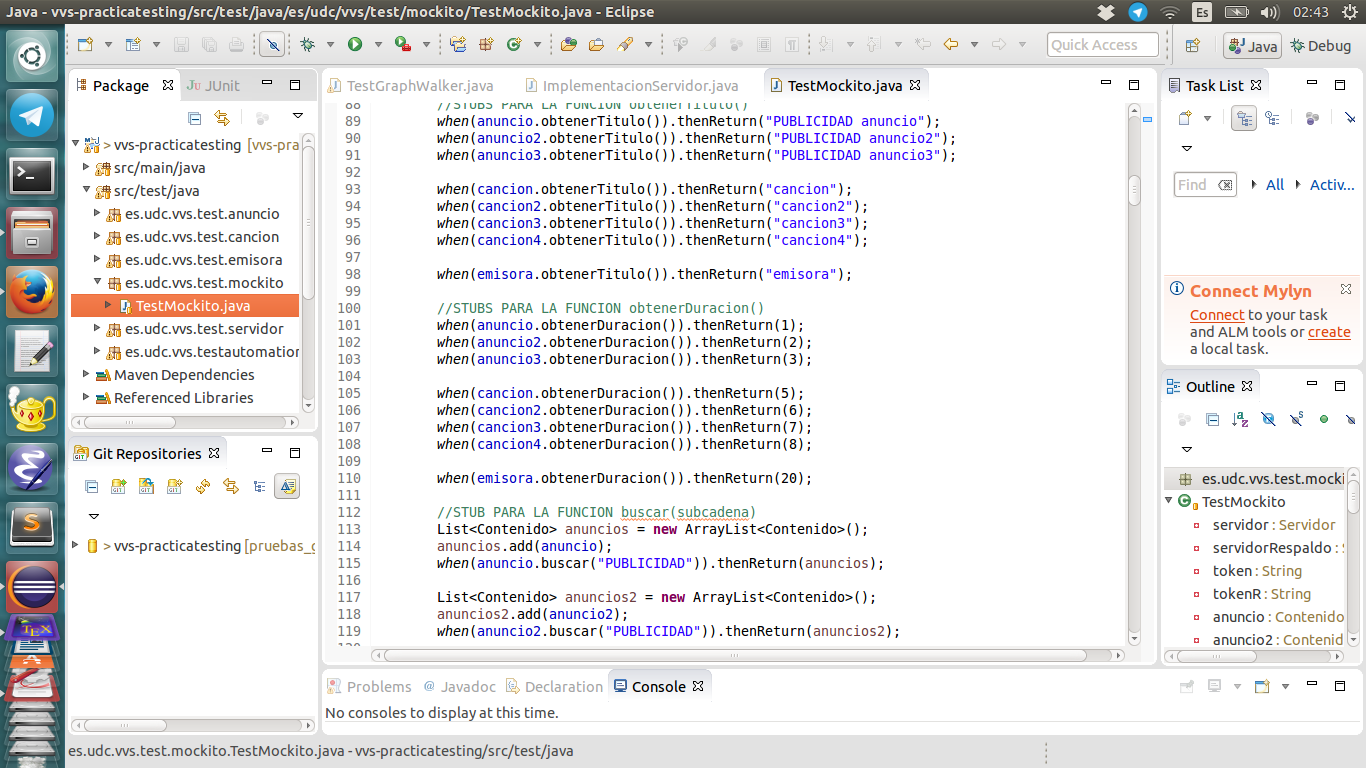 Java - vvs-practicatesting/src/test/java/es/udc/vvs/test/mockito/TestMockito.java - Eclipse
Es
02:43
Quick Access
Java
Debug
Package
JUnit
> vvs-practicatesting [vvs-pra
src/main/java
src/test/java
es.udc.vvs.test.anuncio
es.udc.vvs.test.cancion
es.udc.vvs.test.emisora
es.udc.vvs.test.mockito
TestMockito.java
es.udc.vvs.test.servidor
es.udc.vvs.testautomation
Maven Dependencies
Referenced Libraries
Git Repositories
> vvs-practicatesting [pruebas_g
TestGraphWalker.java
ImplementacionServidor.java
TestMockito.java
88 //STUBS PARA LA FUNCION obtenerTitulo()
89 when(anuncio.obtenerTitulo()).thenReturn("PUBLICIDAD anuncio");
90 when(anuncio2.obtenerTitulo()).thenReturn("PUBLICIDAD anuncio2");
91 when(anuncio3.obtenerTitulo()).thenReturn("PUBLICIDAD anuncio3");
92
93 when(cancion.obtenerTitulo()).thenReturn("cancion");
94 when(cancion2.obtenerTitulo()).thenReturn("cancion2");
95 when(cancion3.obtenerTitulo()).thenReturn("cancion3");
96 when(cancion4.obtenerTitulo()).thenReturn("cancion4");
97
98 when(emisora.obtenerTitulo()).thenReturn("emisora");
99
100 //STUBS PARA LA FUNCION obtenerDuracion()
101 when(anuncio.obtenerDuracion()).thenReturn(1);
102 when(anuncio2.obtenerDuracion()).thenReturn(2);
103 when(anuncio3.obtenerDuracion()).thenReturn(3);
104
105 when(cancion.obtenerDuracion()).thenReturn(5);
106 when(cancion2.obtenerDuracion()).thenReturn(6);
107 when(cancion3.obtenerDuracion()).thenReturn(7);
108 when(cancion4.obtenerDuracion()).thenReturn(8);
109
110 when(emisora.obtenerDuracion()).thenReturn(20);
111
112 //STUB PARA LA FUNCION buscar(subcadena)
113 List<Contenido> anuncios = new ArrayList<Contenido>();
114 anuncios.add(anuncio);
115 when(anuncio.buscar("PUBLICIDAD")).thenReturn(anuncios);
116
117 List<Contenido> anuncios2 = new ArrayList<Contenido>();
118 anuncios2.add(anuncio2);
119 when(anuncio2.buscar("PUBLICIDAD")).thenReturn(anuncios2);
Problems
Javadoc
Declaration
Console
No consoles to display at this time.
Task List
Find
All
Activ...
Connect Mylyn
Connect to your task
and ALM tools or create
a local task.
Outline
es.udc.vvs.test.mocki
TestMockito
servidor : Servidor
servidorRespaldo : S
token : String
tokenR : String
anuncio : Contenido
anuncio2 : Contenid
es.udc.vvs.test.mockito.TestMockito.java - vvs-practicatesting/src/test/java